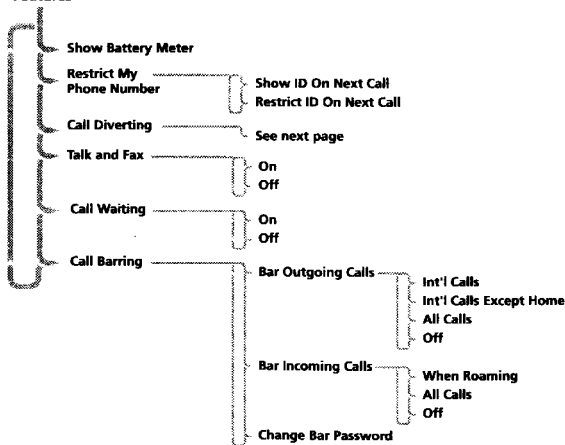 Show Battery Meter
Restrict My
Phone Number
Show ID On Next Call
Restrict ID On Next Call
Call Diverting
See next page
Talk and Fax
On
Off
Call Waiting
On
Off
Call Barring
Bar Outgoing Calls
Int'l Calls
Int'l Calls Except Home
All Calls
Off
Bar Incoming Calls
When Roaming
All Calls
Off
Change Bar Password